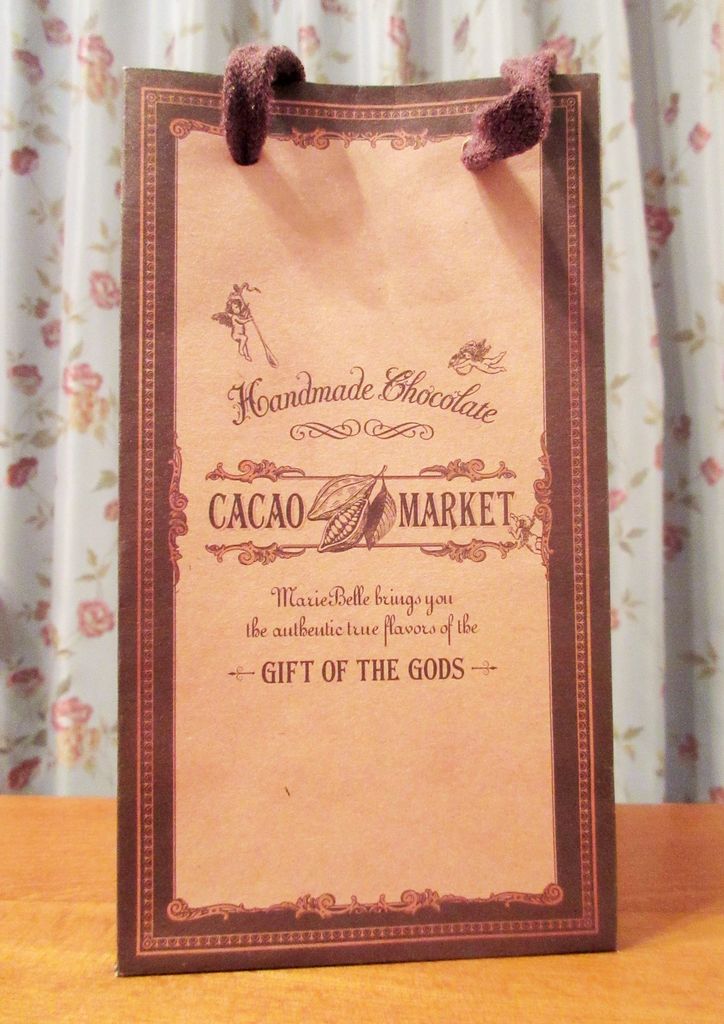 Handmade Chocolate
CACAO MARKET
MarieBelle brings you
the authentic true flavors of the
GIFT OF THE GODS